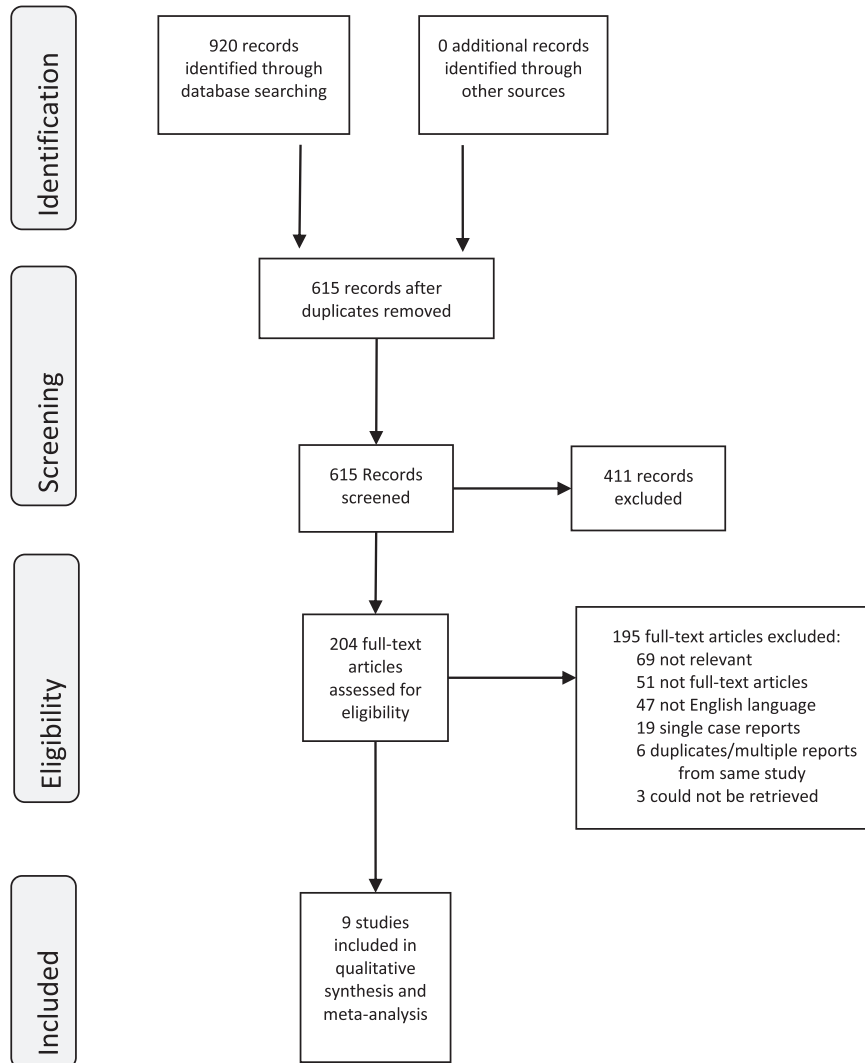 Identification
920 records
identified through
database searching
0 additional records
identified through
other sources
Screening
615 records after
duplicates removed
615 Records
screened
411 records
excluded
Eligibility
204 full-text
articles
assessed for
eligibility
195 full-text articles excluded:
69 not relevant
51 not full-text articles
47 not English language
19 single case reports
6 duplicates/multiple reports
from same study
3 could not be retrieved
Included
9 studies
included in
qualitative
synthesis and
meta-analysis